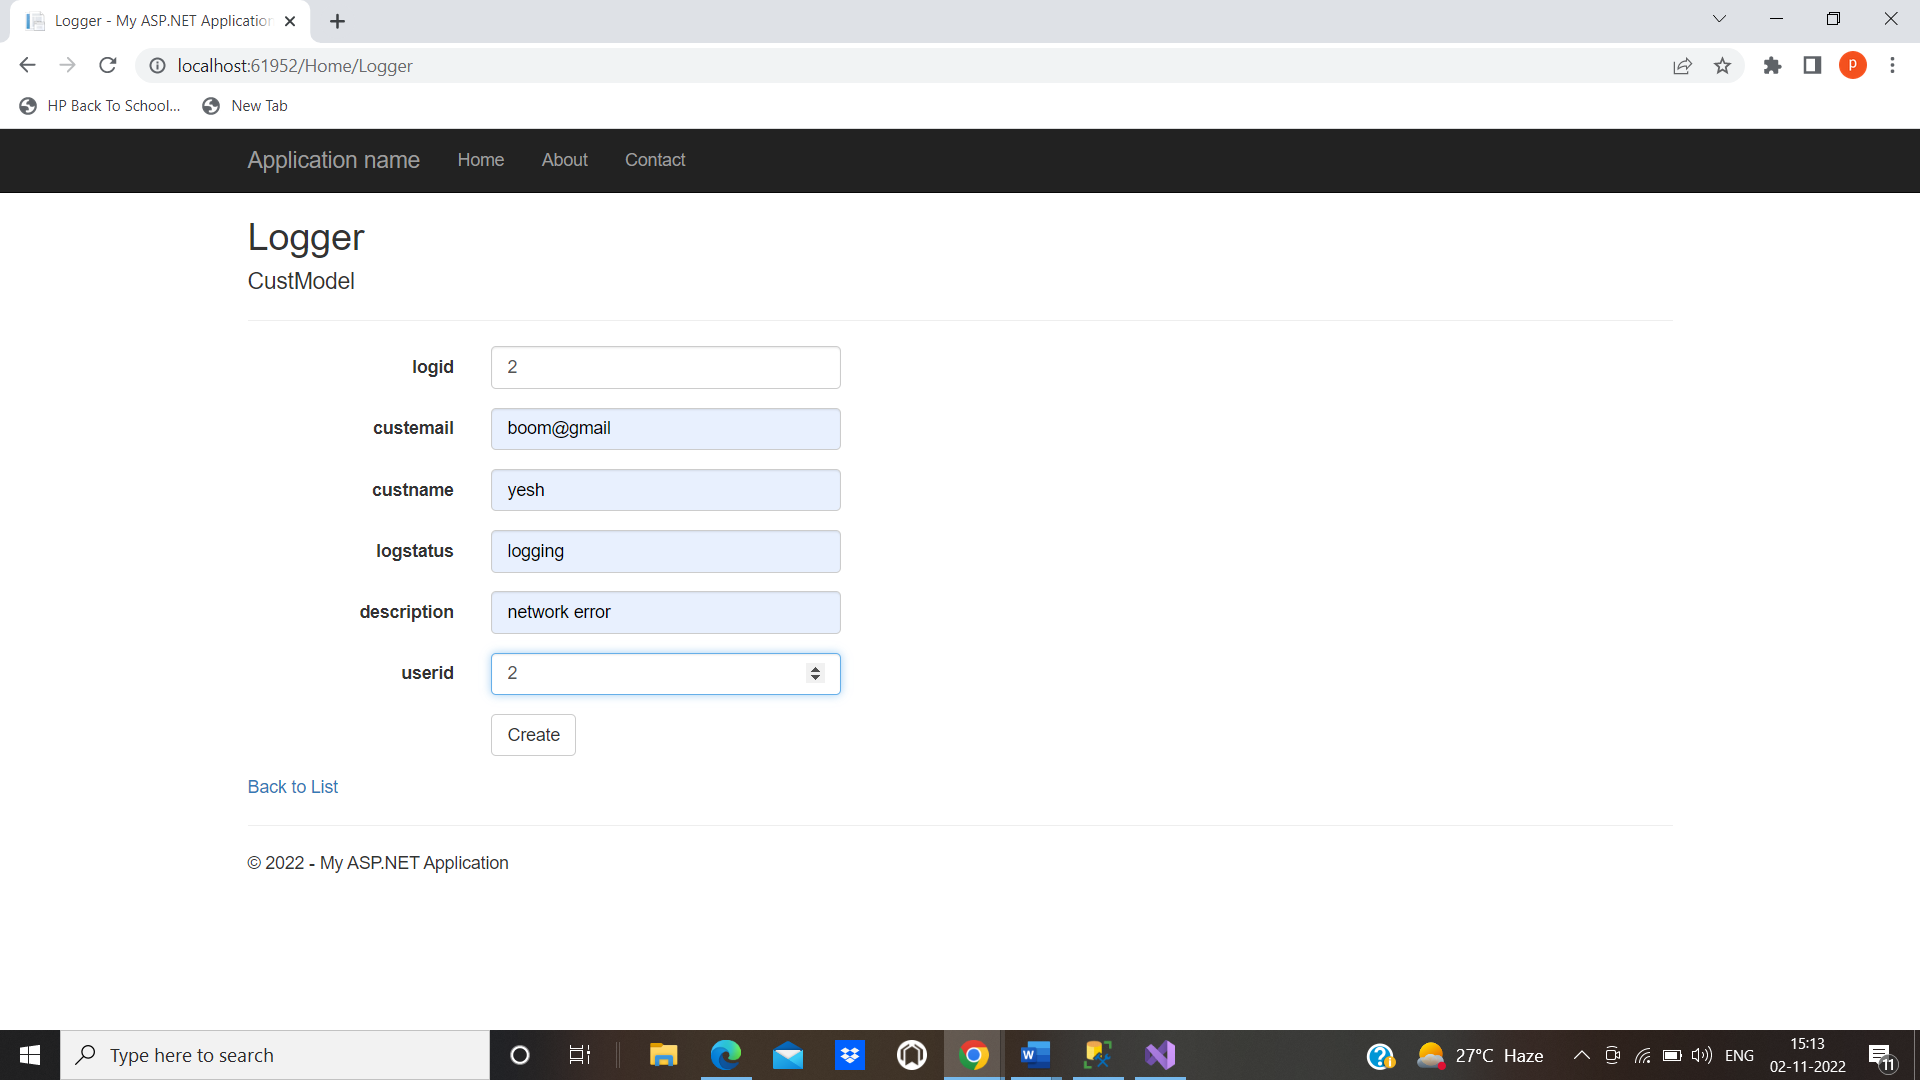 Logger - My ASP.NET Application
localhost:61952/Home/Logger
P
HP Back To School... New Tab
Application name Home About Contact
Logger
CustModel
logid 2
custemail boom@gmail
custname yesh
logstatus logging
description network error
userid 2
Create
Back to List
© 2022 - My ASP.NET Application
Type here to search
27°C Haze
ENG
15:13
02-11-2022
11